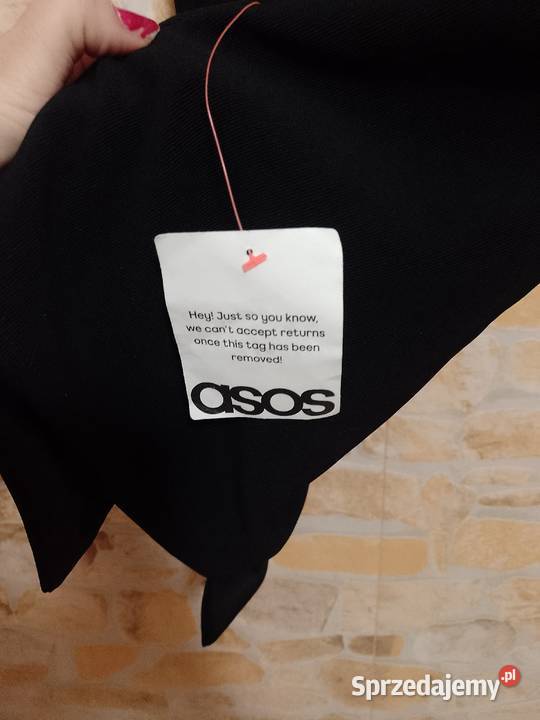 Hey! Just so you know,
we can't accept returns
once this tag has been
removed!
asos
Sprzedajemy.pl